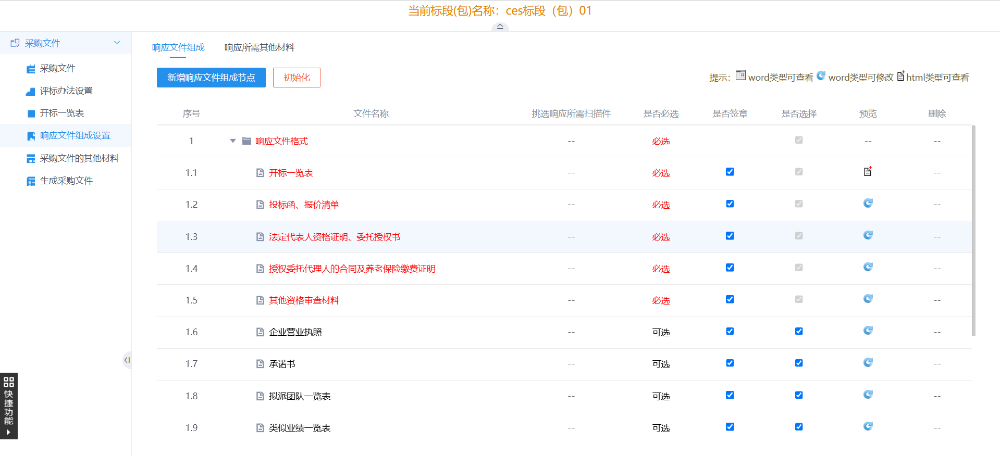 当前标段(包)名称：ces标段（包）01
采购文件
采购文件
评标办法设置
开标一览表
响应文件组成设置
采购文件的其他材料
生成采购文件
快捷功能
响应文件组成 响应所需其他材料
新增响应文件组成节点 初始化
提示： word类型可查看 word类型可修改 html类型可查看
序号 文件名称 挑选响应所需扫描件 是否必选 是否签章 是否选择 预览 删除
1 响应文件格式 -- 必选 -- --
1.1 开标一览表 -- 必选 --
1.2 投标函、报价清单 -- 必选 --
1.3 法定代表人资格证明、委托授权书 -- 必选 --
1.4 授权委托代理人的合同及养老保险缴费证明 -- 必选 --
1.5 其他资格审查材料 -- 必选 --
1.6 企业营业执照 -- 可选 --
1.7 承诺书 -- 可选 --
1.8 拟派团队一览表 -- 可选 --
1.9 类似业绩一览表 -- 可选 --